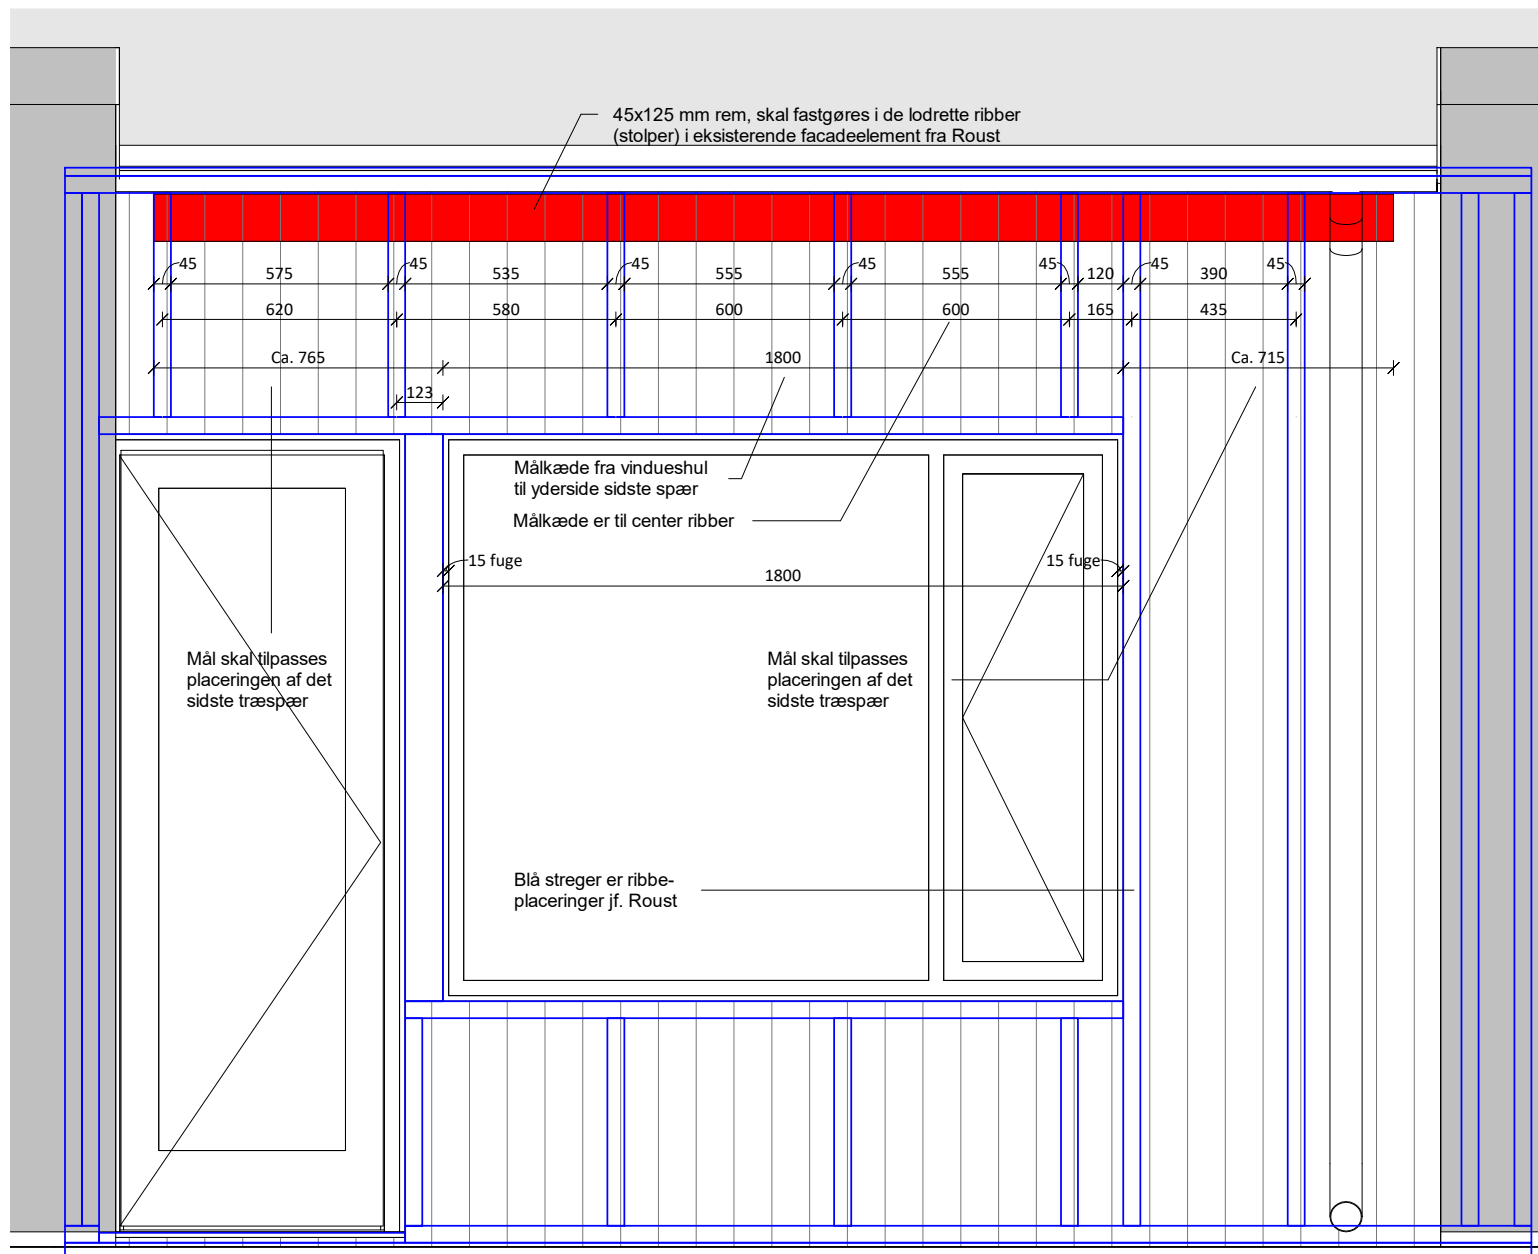 45x125 mm rem, skal fastgøres i de lodrette ribber
(stolper) i eksisterende facadeelement fra Roust
45 575 45 535 45 555 45 555 45 120 45 390 45
620 580 600 600 165 435
Ca. 765 1800 Ca. 715
123
Målkæde fra vindueshul
til yderside sidste spær
Målkæde er til center ribber
15 fuge 15 fuge
1800
Mål skal tilpasses
placeringen af det
sidste træspær
Mål skal tilpasses
placeringen af det
sidste træspær
Blå streger er ribbe-
placeringer jf. Roust